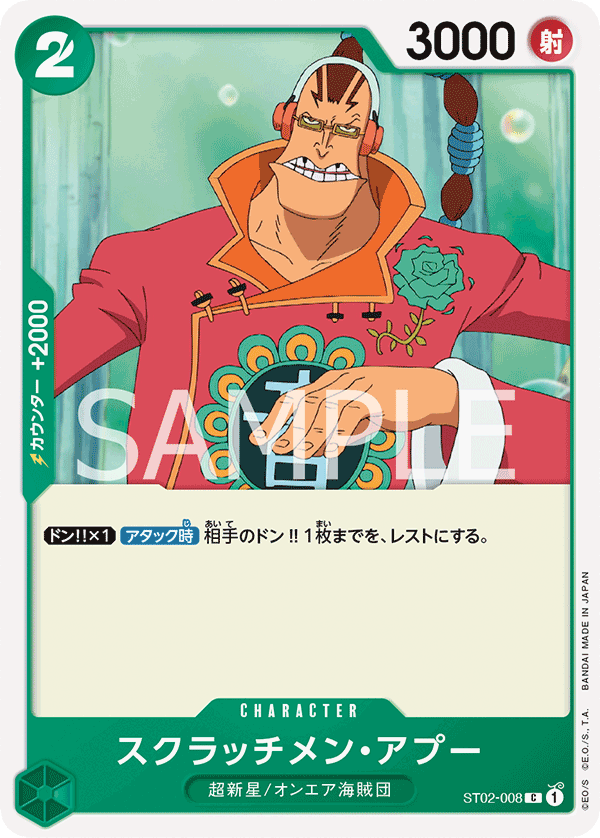 2
3000
射
カウンター +2000
SAMPLE
ドン!!×1 アタック時 相手のドン!!1枚までを、レストにする。
CHARACTER
スクラッチメン・アプー
超新星/オンエア海賊団
ST02-008 C 1
©E.O./S., T.A. BANDAI MADE IN JAPAN
©EO/S